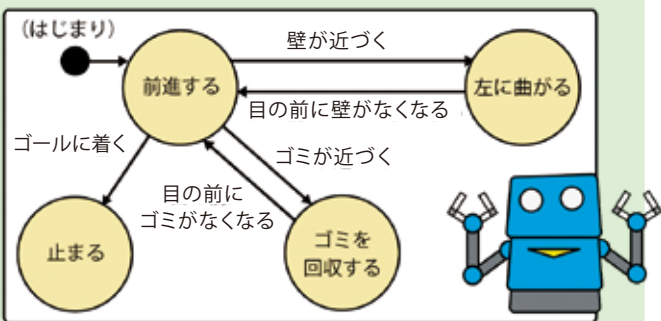 (はじまり)
壁が近づく
前進する
左に曲がる
目の前に壁がなくなる
ゴールに着く
ゴミが近づく
目の前に
ゴミがなくなる
止まる
ゴミを
回収する